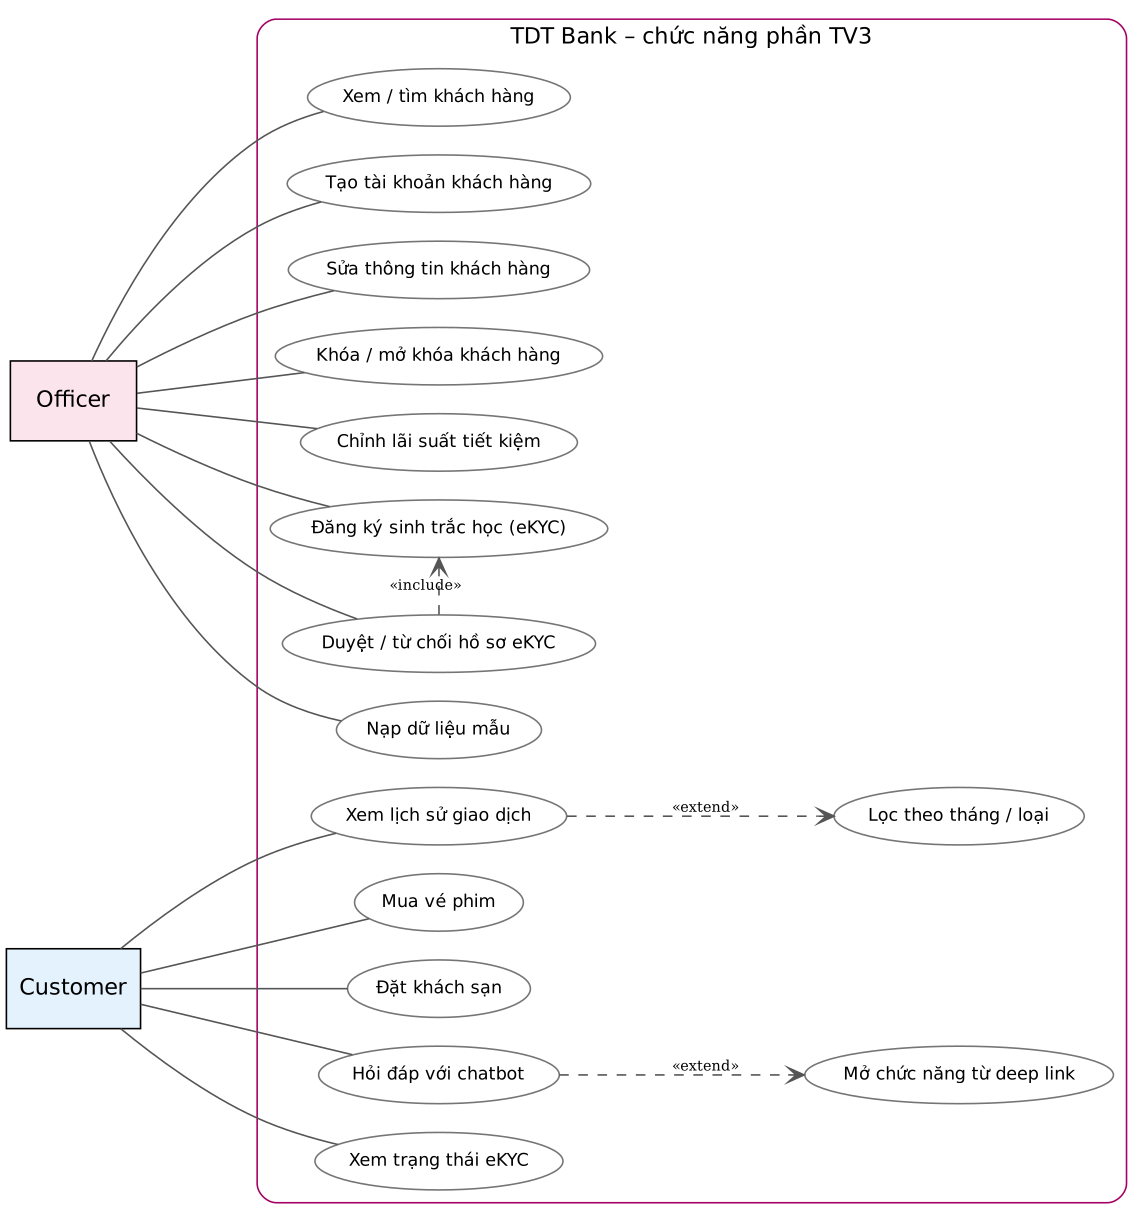 TDT Bank – chức năng phần TV3
Xem / tìm khách hàng
Tạo tài khoản khách hàng
Sửa thông tin khách hàng
Khóa / mở khóa khách hàng
Officer
Chỉnh lãi suất tiết kiệm
Đăng ký sinh trắc học (eKYC)
«include»
Duyệt / từ chối hồ sơ eKYC
Nạp dữ liệu mẫu
Xem lịch sử giao dịch
«extend»
Lọc theo tháng / loại
Mua vé phim
Customer
Đặt khách sạn
Hỏi đáp với chatbot
«extend»
Mở chức năng từ deep link
Xem trạng thái eKYC